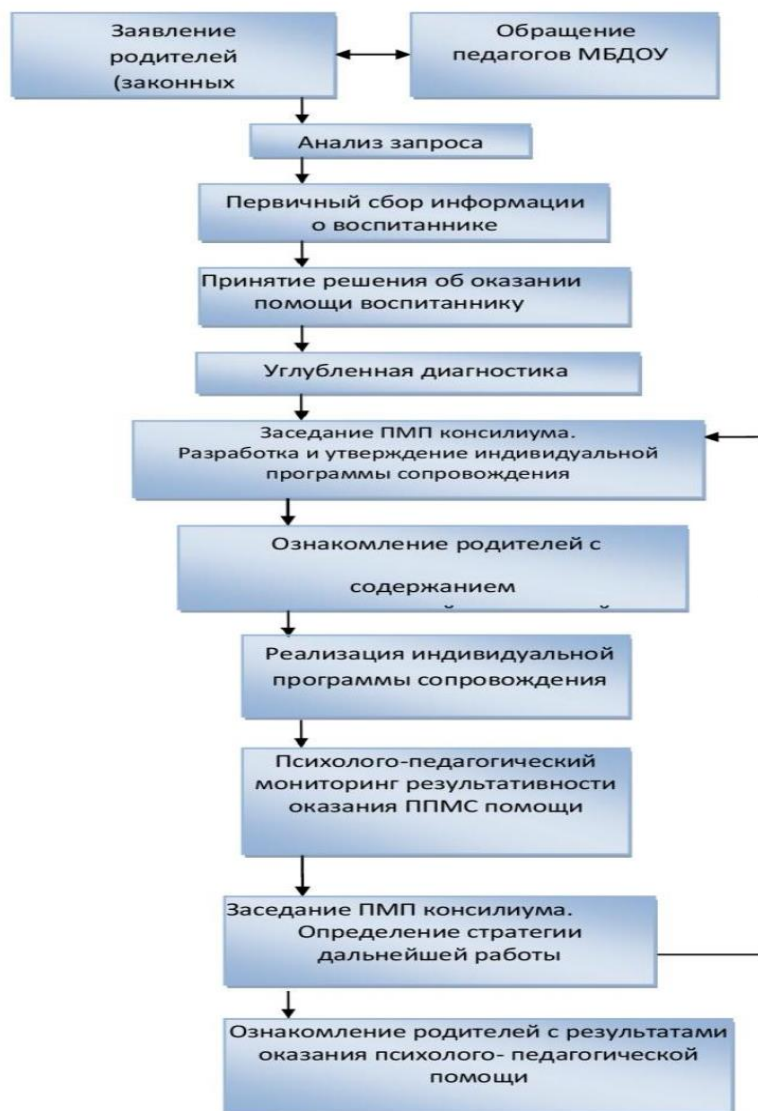 Заявление
родителей
(законных
Обращение
педагогов МБДОУ
Анализ запроса
Первичный сбор информации
о воспитаннике
Принятие решения об оказании
помощи воспитаннику
Углубленная диагностика
Заседание ПМП консилиума.
Разработка и утверждение индивидуальной
программы сопровождения
Ознакомление родителей с
содержанием
Реализация индивидуальной
программы сопровождения
Психолого-педагогический
мониторинг результативности
оказания ППМС помощи
Заседание ПМП консилиума.
Определение стратегии
дальнейшей работы
Ознакомление родителей с результатами
оказания психолого- педагогической
помощи